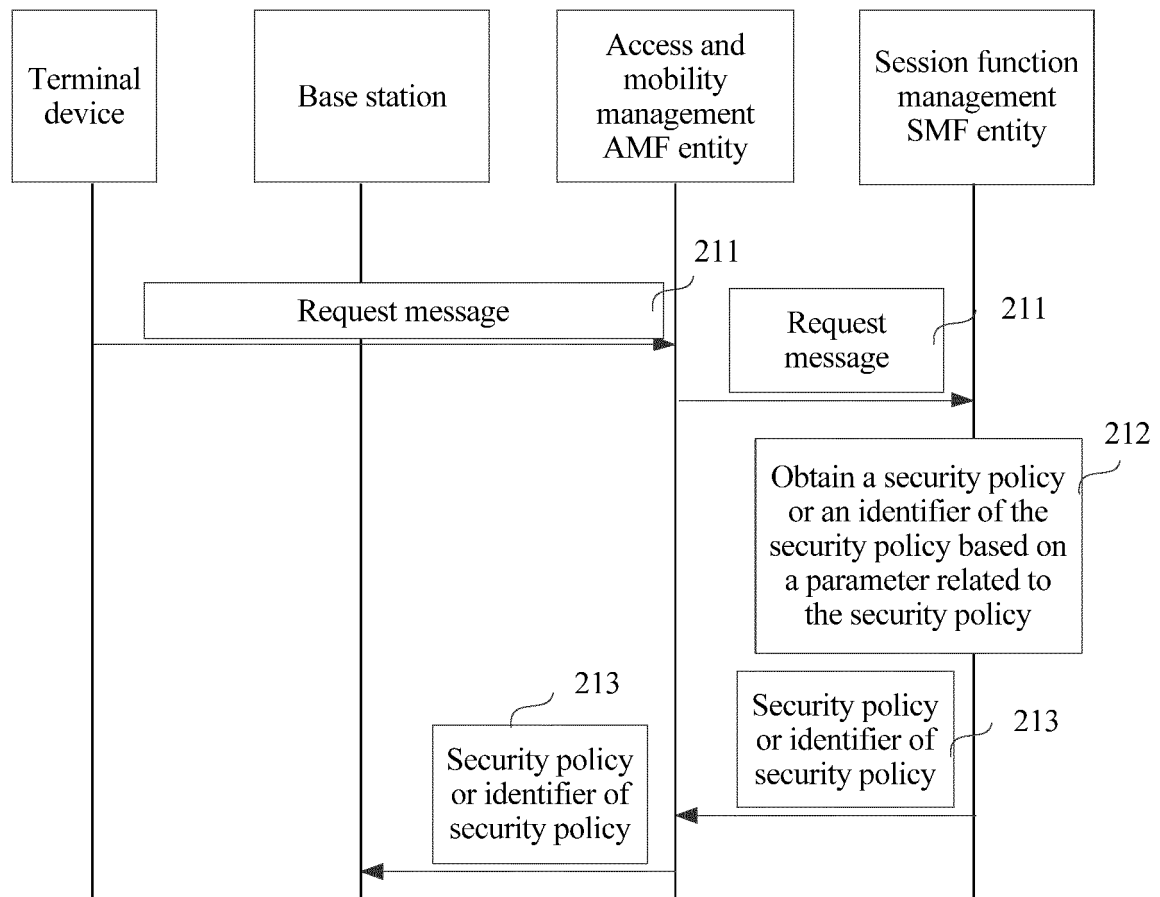 Terminal
device
Base station
Access and
mobility
management
AMF entity
Session function
management
SMF entity
211
Request message
211
Request
message
212
Obtain a security policy
or an identifier of the
security policy based on
a parameter related to
the security policy
213
Security policy
or identifier of
security policy
213
Security policy
or identifier of
security policy